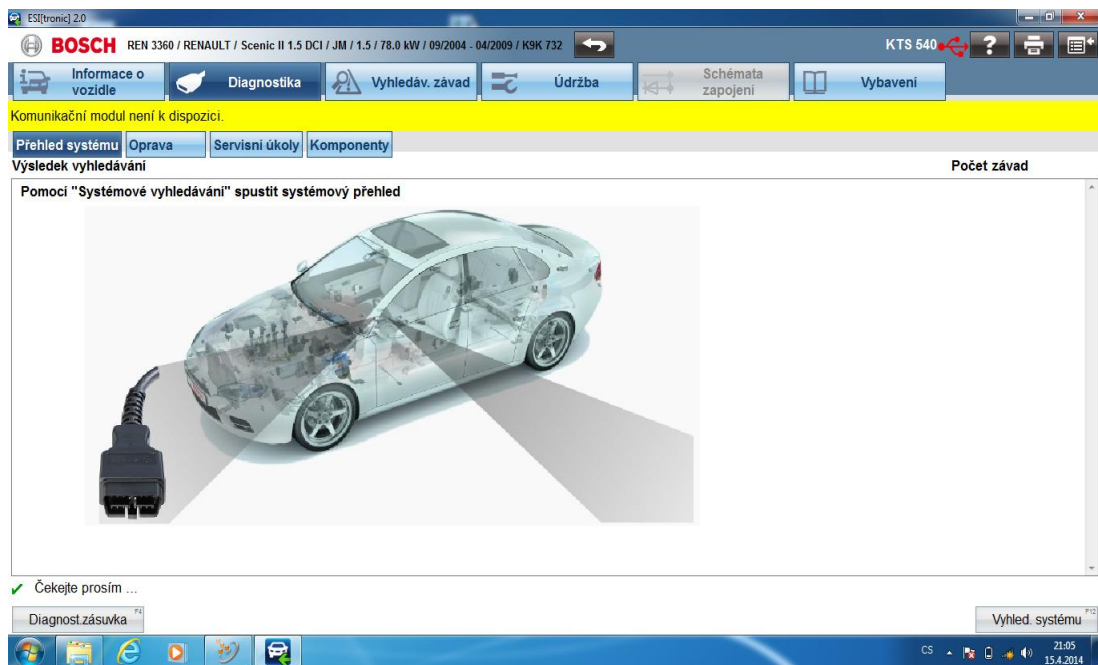 ESI[tronic] 2.0
BOSCH REN 3360 / RENAULT / Scenic II 1.5 DCI / JM / 1.5 / 78.0 kW / 09/2004 - 04/2009 / K9K 732 KTS 540 ?
Informace o vozidle
Diagnostika
Vyhledáv. závad
Údržba
Schémata zapojení
Vybavení
Komunikační modul není k dispozici.
Přehled systému Oprava Servisní úkoly Komponenty
Výsledek vyhledávání Počet závad
Pomocí "Systémové vyhledávání" spustit systémový přehled
Čekejte prosím ...
Diagnost.zásuvka F4 Vyhled. systému F12
CS 21:05
15.4.2014